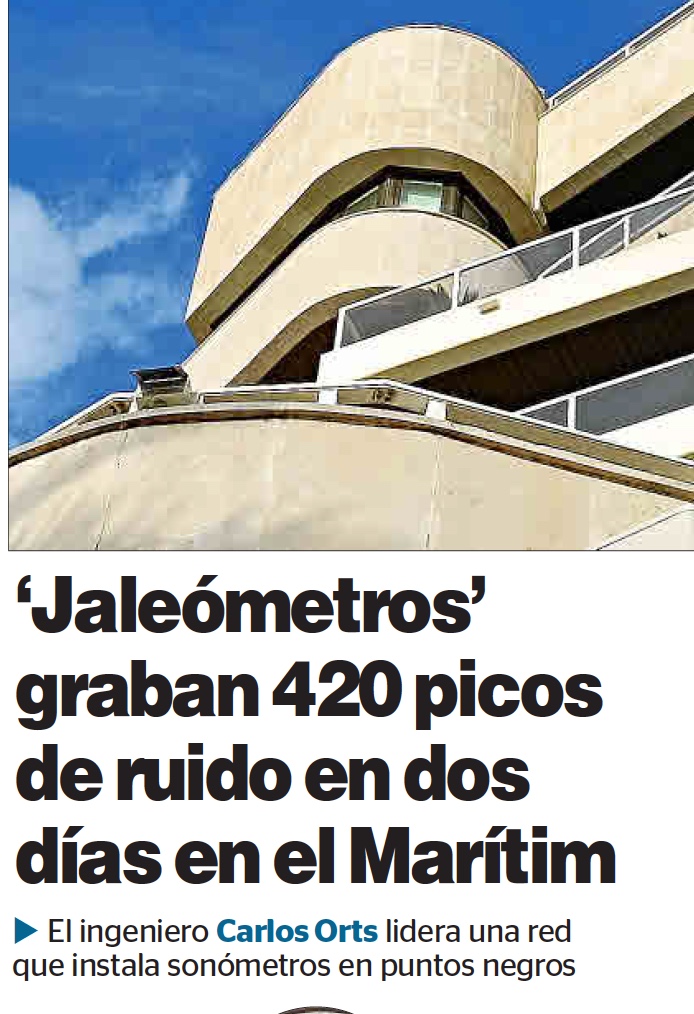 ‘Jaleómetros’
graban 420 picos
de ruido en dos
días en el Marítim
▶ El ingeniero Carlos Orts lidera una red
que instala sonómetros en puntos negros